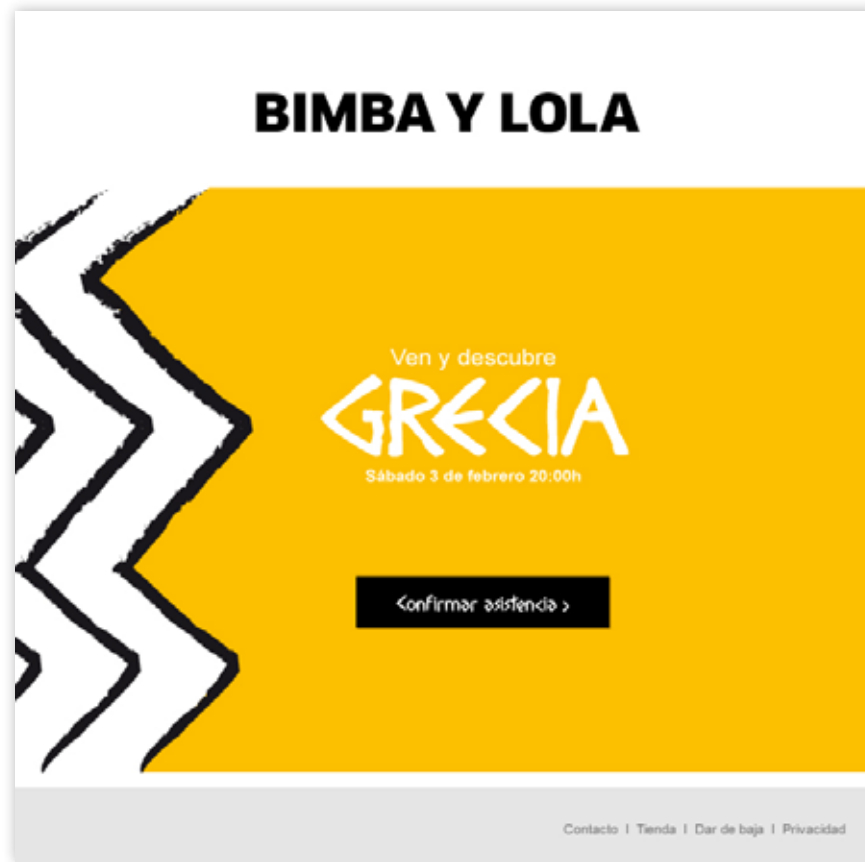 BIMBA Y LOLA
Ven y descubre
GRECIA
Sábado 3 de febrero 20:00h
Confirmar asistencia >
Contacto | Tienda | Dar de baja | Privacidad